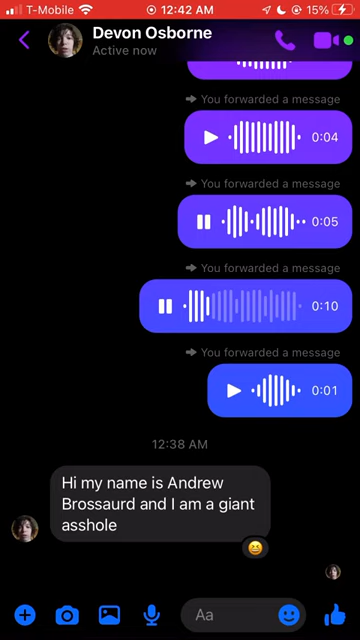 T-Mobile 12:42 AM 15%
Devon Osborne
Active now
You forwarded a message
0:04
You forwarded a message
0:05
You forwarded a message
0:10
You forwarded a message
0:01
12:38 AM
Hi my name is Andrew
Brossaurd and I am a giant
asshole
Aa